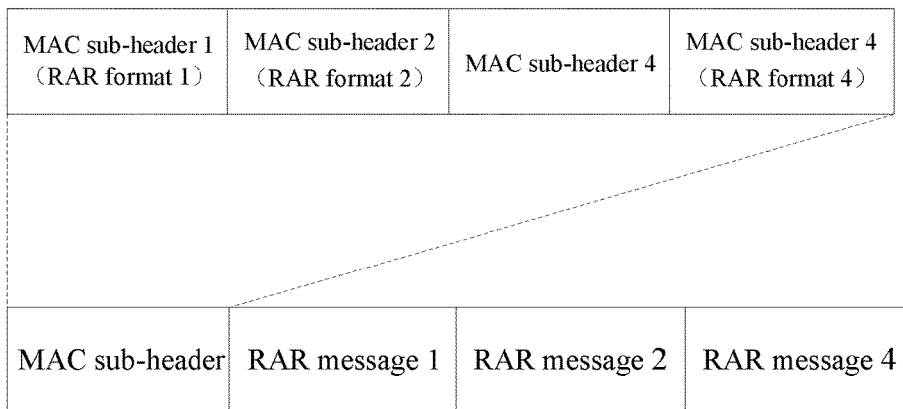 MAC sub-header 1
（RAR format 1）
MAC sub-header 2
（RAR format 2）
MAC sub-header 4
MAC sub-header 4
（RAR format 4）
MAC sub-header
RAR message 1
RAR message 2
RAR message 4